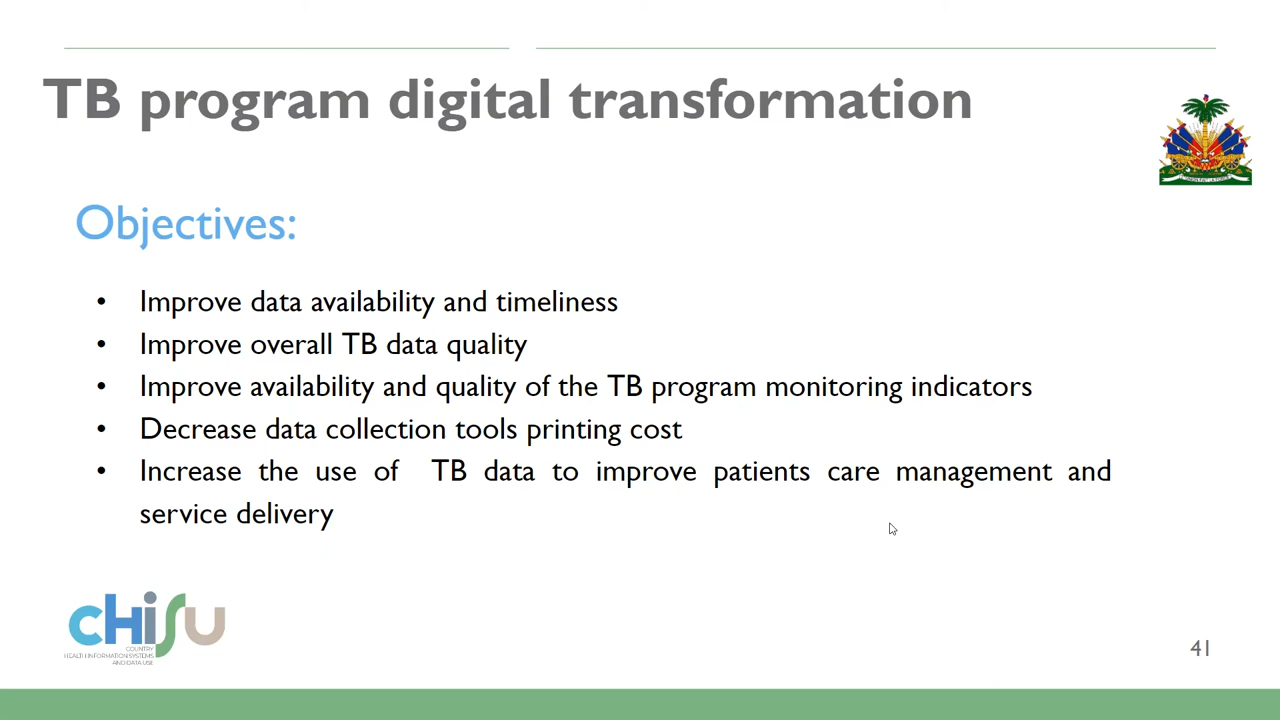 TB program digital transformation
Objectives:
• Improve data availability and timeliness
• Improve overall TB data quality
• Improve availability and quality of the TB program monitoring indicators
• Decrease data collection tools printing cost
• Increase the use of TB data to improve patients care management and
service delivery
CHISU
COUNTRY
HEALTH INFORMATION SYSTEMS
AND DATA USE
41